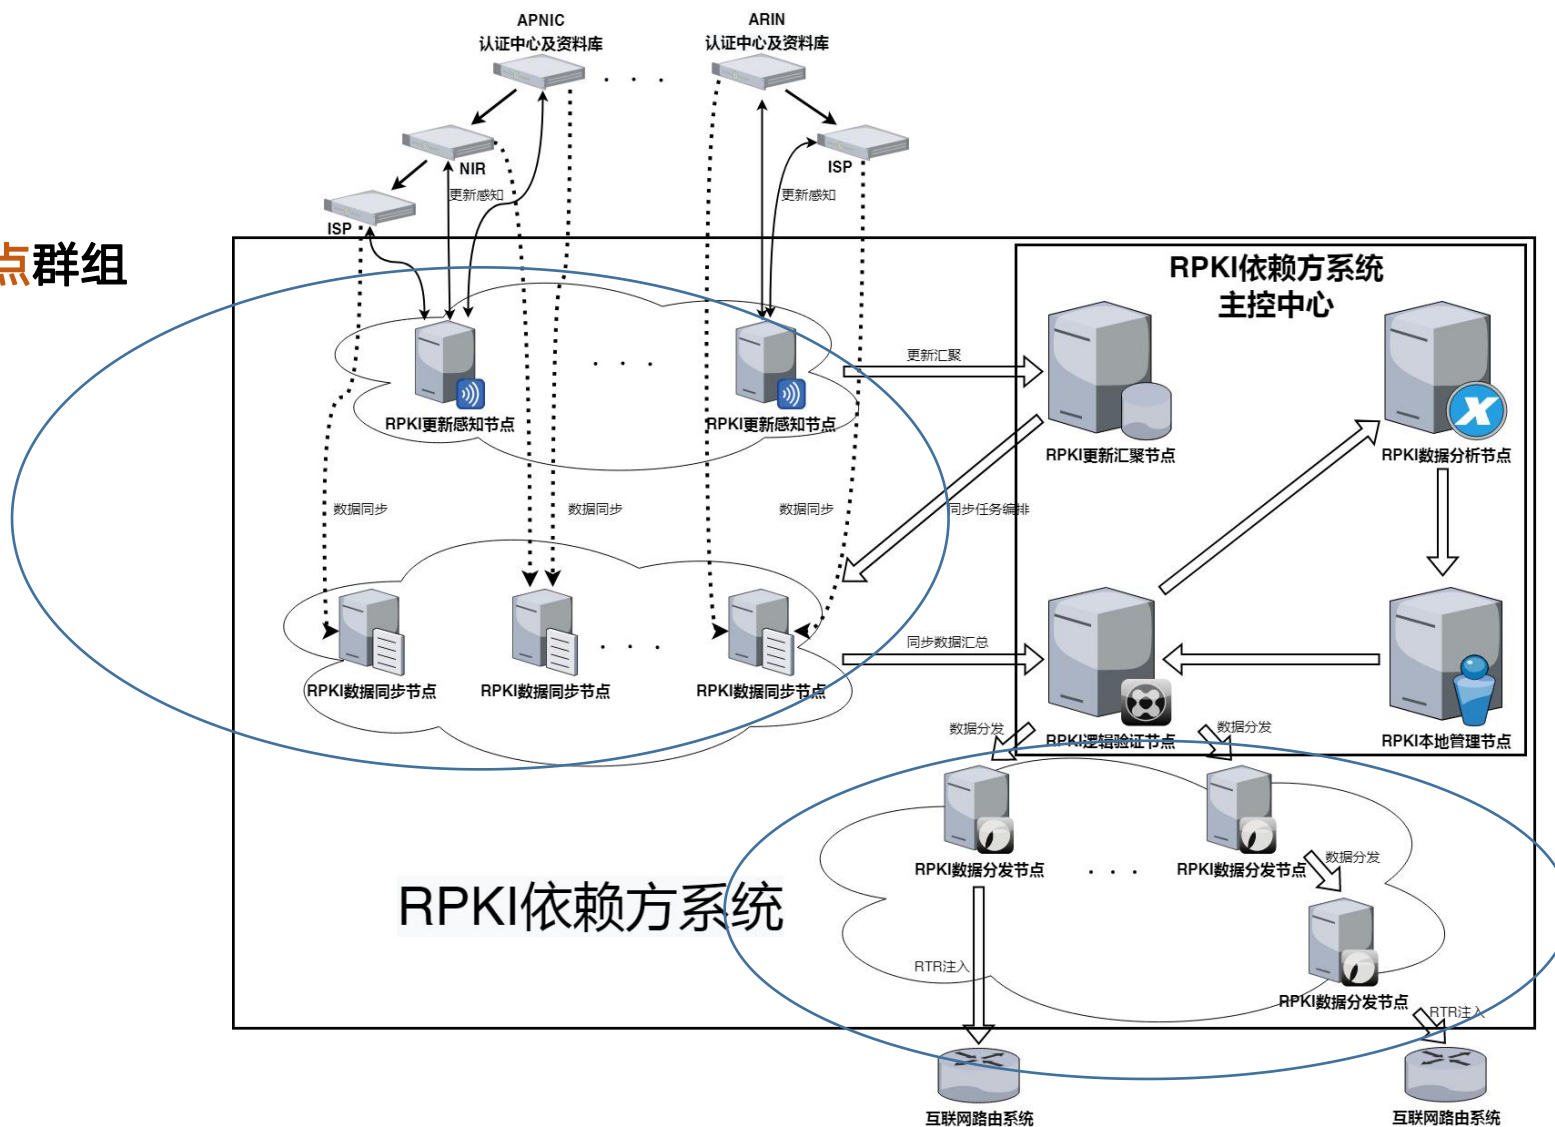 APNIC
认证中心及资料库
ARIN
认证中心及资料库
NIR
ISP
更新感知
更新感知
ISP
点群组
RPKI依赖方系统
主控中心
更新汇聚
RPKI更新感知节点
RPKI更新感知节点
RPKI更新汇聚节点
RPKI数据分析节点
数据同步
数据同步
数据同步
同步任务编排
同步数据汇总
RPKI数据同步节点
RPKI数据同步节点
RPKI数据同步节点
数据分发
数据分发
RPKI逻辑验证节点
RPKI本地管理节点
RPKI数据分发节点
RPKI数据分发节点
数据分发
RPKI依赖方系统
RTR注入
RPKI数据分发节点
RTR注入
互联网路由系统
互联网路由系统